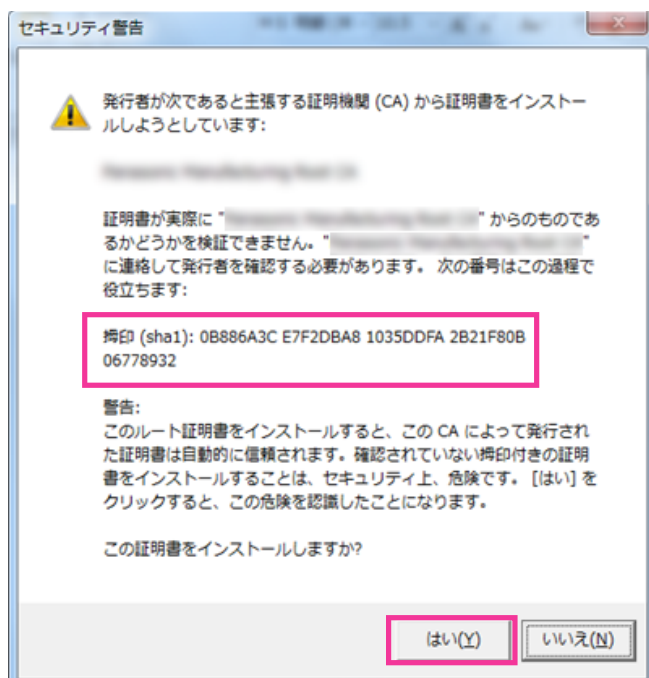 セキュリティ警告
発行者が次であると主張する証明機関 (CA) から証明書をインストー
ルしようとしています:
証明書が実際に "" からのものであ
るかどうかを検証できません。""
に連絡して発行者を確認する必要があります。 次の番号はこの過程で
役立ちます:
拇印 (sha1): 0B886A3C E7F2DBA8 1035DDFA 2B21F80B
06778932
警告:
このルート証明書をインストールすると、この CA によって発行され
た証明書は自動的に信頼されます。確認されていない拇印付きの証明
書をインストールすることは、セキュリティ上、危険です。 [はい] を
クリックすると、この危険を認識したことになります。
この証明書をインストールしますか?
はい(Y)
いいえ(N)